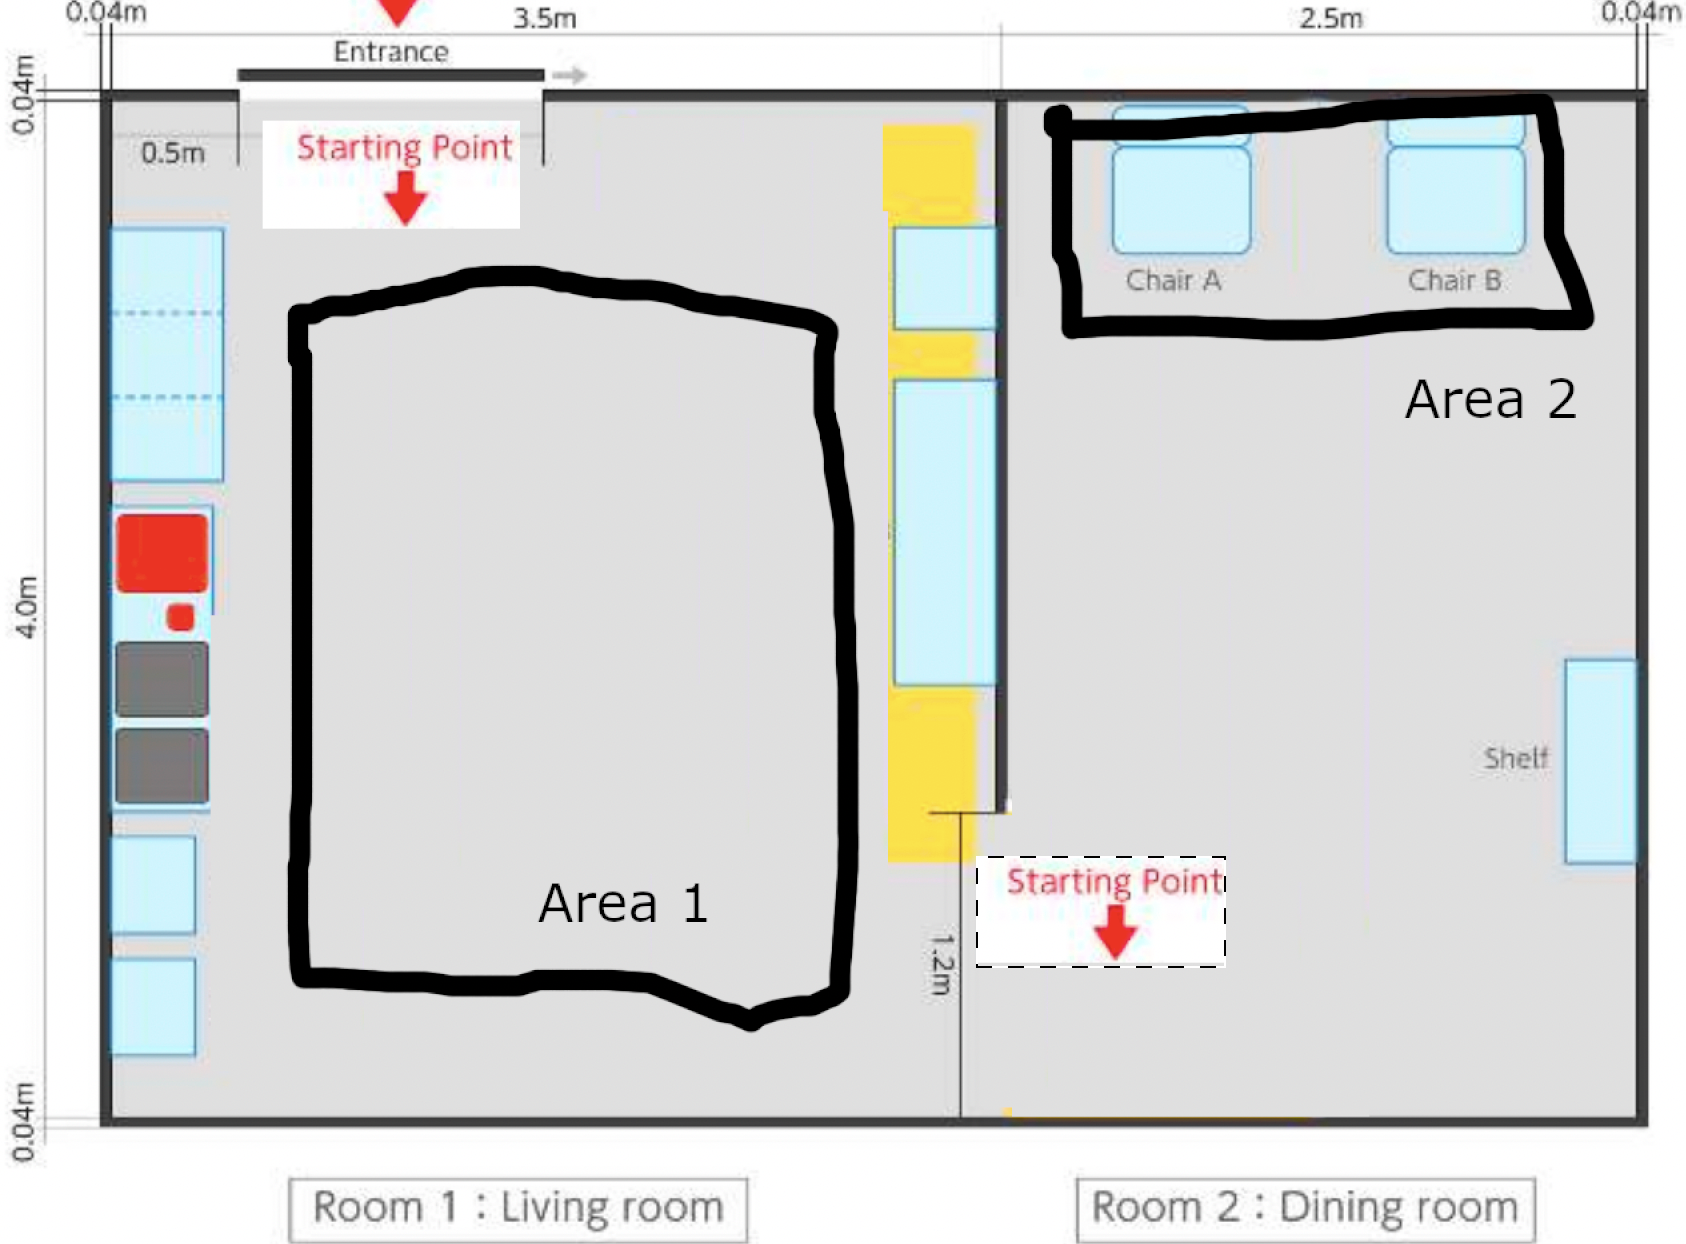 0.04m
3.5m
2.5m
0.04m
Entrance
0.04m
Starting Point
0.5m
Chair A
Chair B
Area 2
4.0m
Shelf
Area 1
Starting Point
1.2m
0.04m
Room 1 : Living room
Room 2 : Dining room